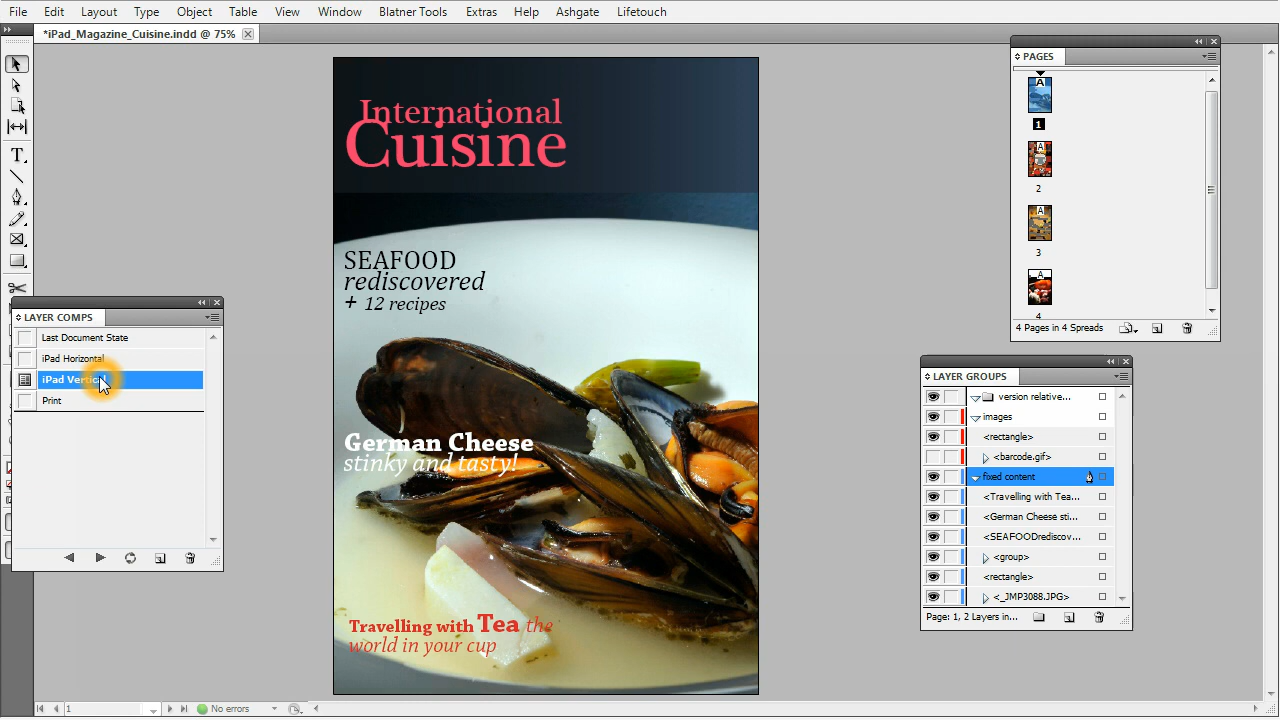 File Edit Layout Type Object Table View Window Blatner Tools Extras Help Ashgate Lifetouch
*iPad_Magazine_Cuisine.indd @ 75%
International
Cuisine
SEAFOOD
rediscovered
+ 12 recipes
German Cheese
stinky and tasty!
Travelling with Tea the
world in your cup
LAYER COMPS
Last Document State
iPad Horizontal
iPad Vertical
Print
PAGES
A
1
A
2
A
3
A
4
4 Pages in 4 Spreads
LAYER GROUPS
version relative...
images
<rectangle>
<barcode.gif>
fixed content
<Travelling with Tea...
<German Cheese sti...
<SEAFOODrediscov...
<group>
<rectangle>
<_JMP3088.JPG>
Page: 1, 2 Layers in...
1
No errors